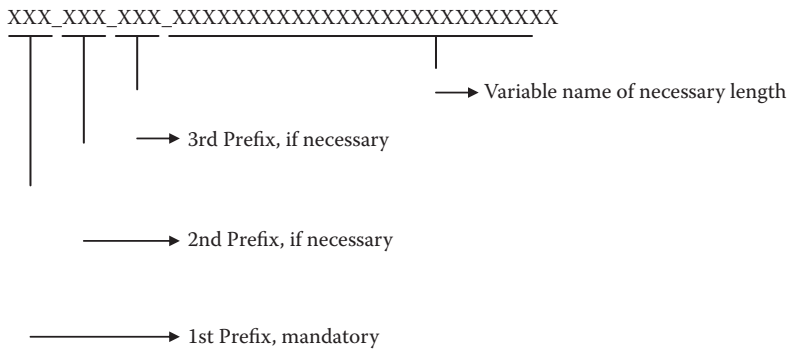 XXX_XXX_XXX_XXXXXXXXXXXXXXXXXXXXXXXXXX
Variable name of necessary length
3rd Prefix, if necessary
2nd Prefix, if necessary
1st Prefix, mandatory